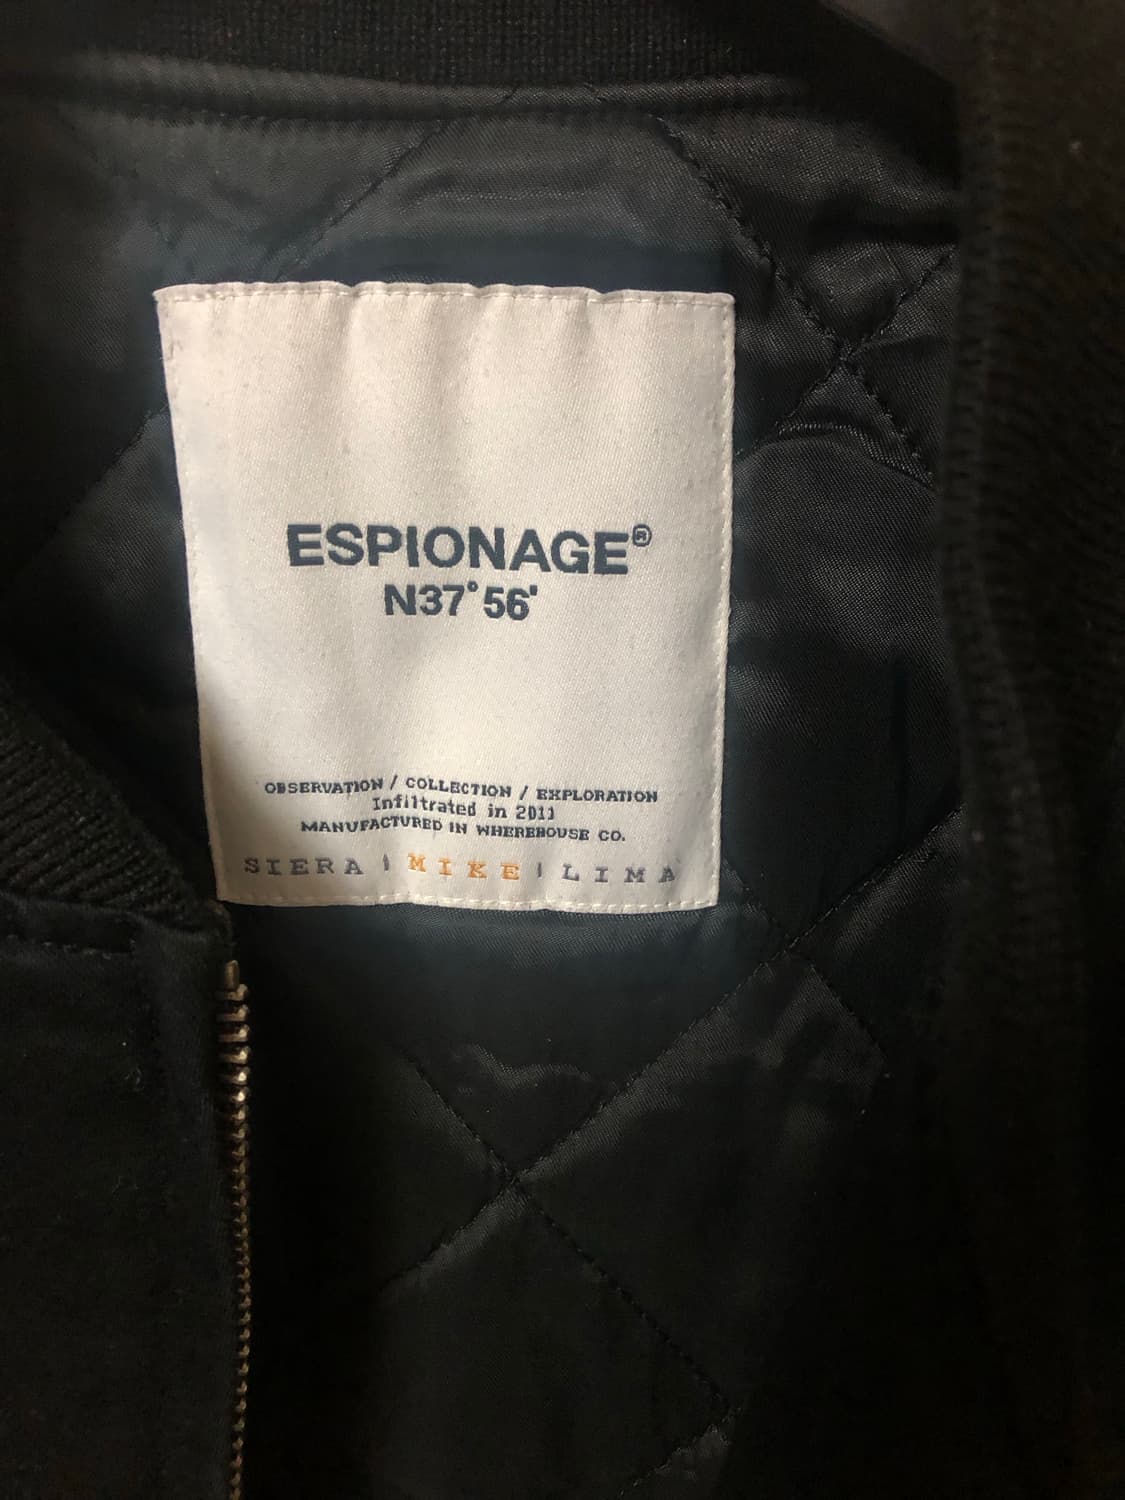 ESPIONAGE®
N37°56'
OBSERVATION / COLLECTION / EXPLORATION
Infiltrated in 2011
MANUFACTURED IN WHEREHOUSE CO.
SIERA | MIKE | LIMA